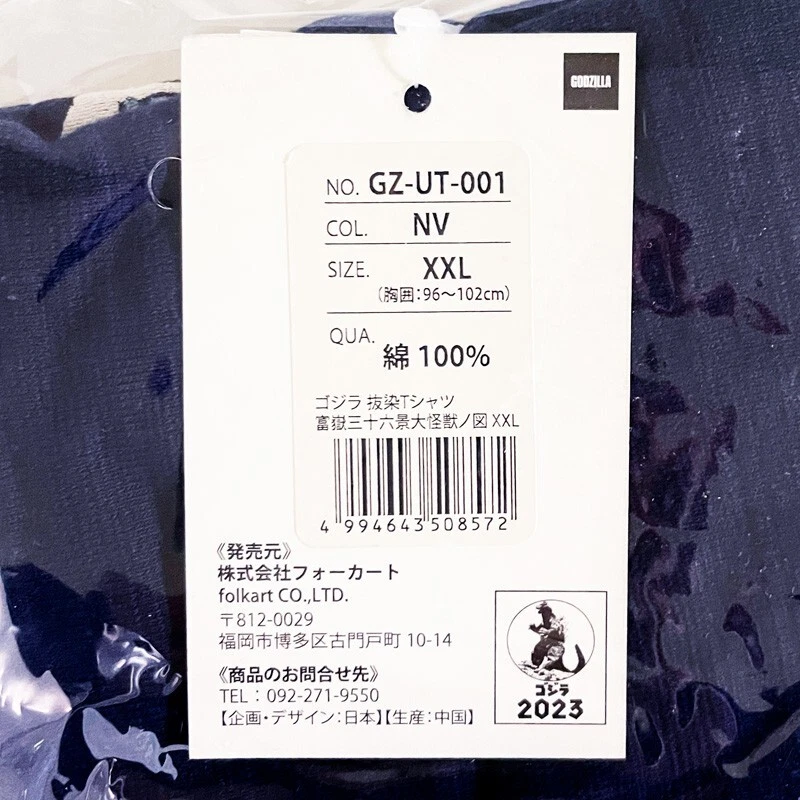 GODZILLA
NO. GZ-UT-001
COL. NV
SIZE. XXL
(胸囲:96～102cm)
QUA. 綿 100%
ゴジラ 抜染Tシャツ
富嶽三十六景大怪獣ノ図 XXL
4 994643 508572
《発売元》
株式会社フォーカート
folkart CO.,LTD.
〒812-0029
福岡市博多区古門戸町 10-14
《商品のお問合せ先》
TEL：092-271-9550
【企画・デザイン：日本】【生産：中国】
ゴジラ
2023